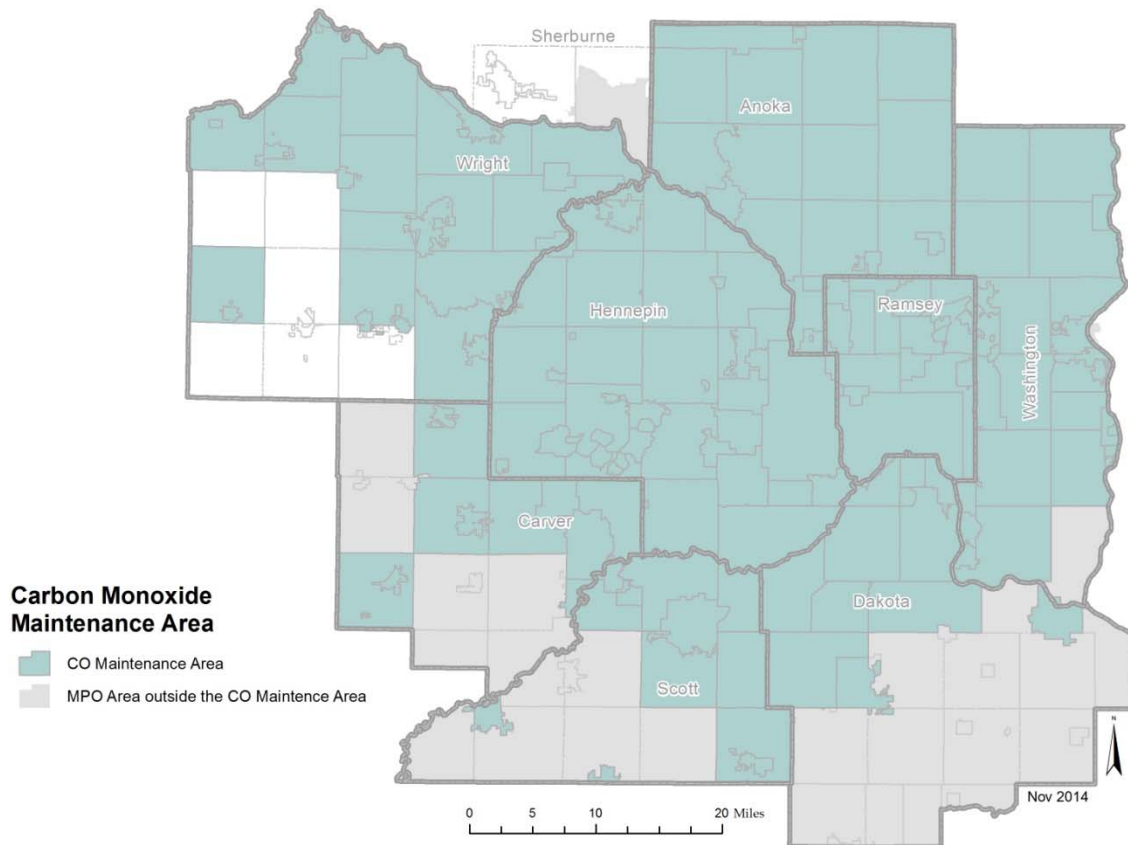 Sherburne
Anoka
Wright
Hennepin
Ramsey
Washington
Carver
Dakota
Scott
Carbon Monoxide
Maintenance Area
CO Maintenance Area
MPO Area outside the CO Maintence Area
N
Nov 2014
0 5 10 20 Miles